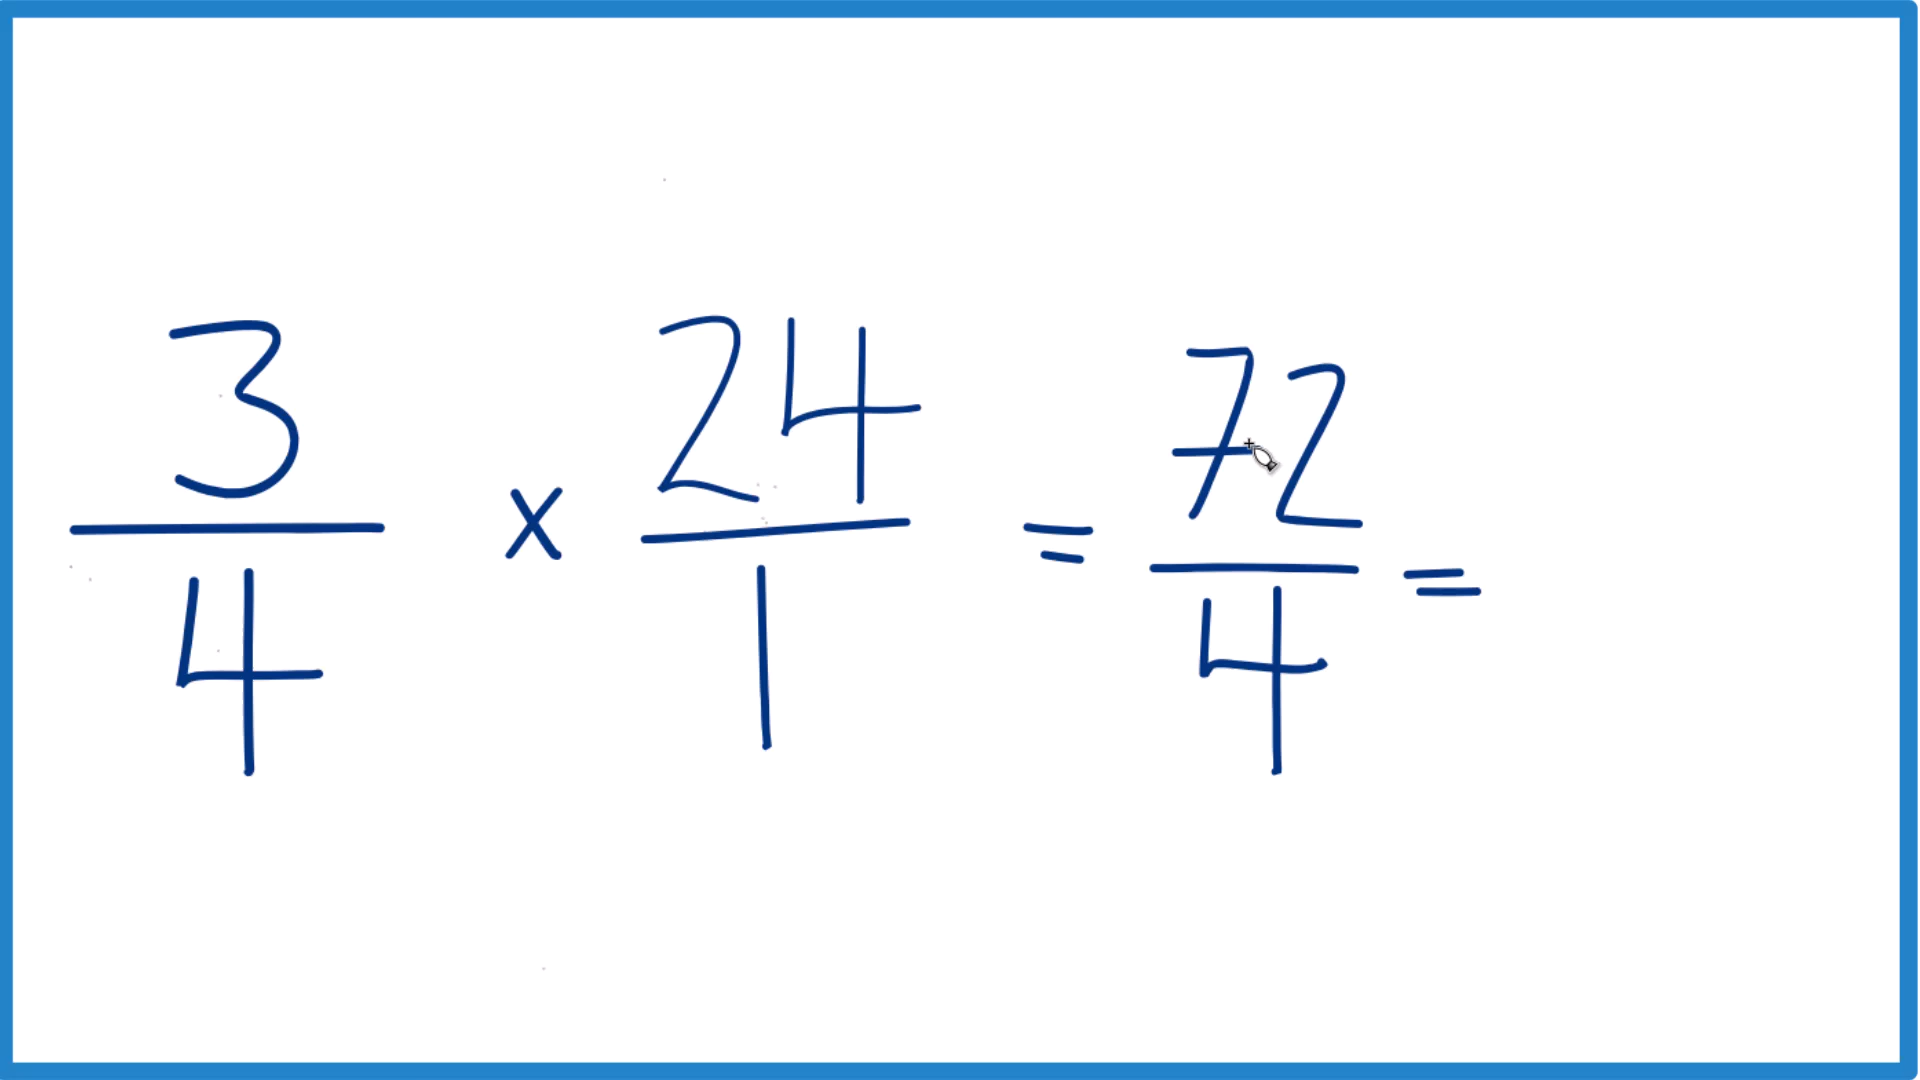 3/4 x 24/1 = 72/4 =